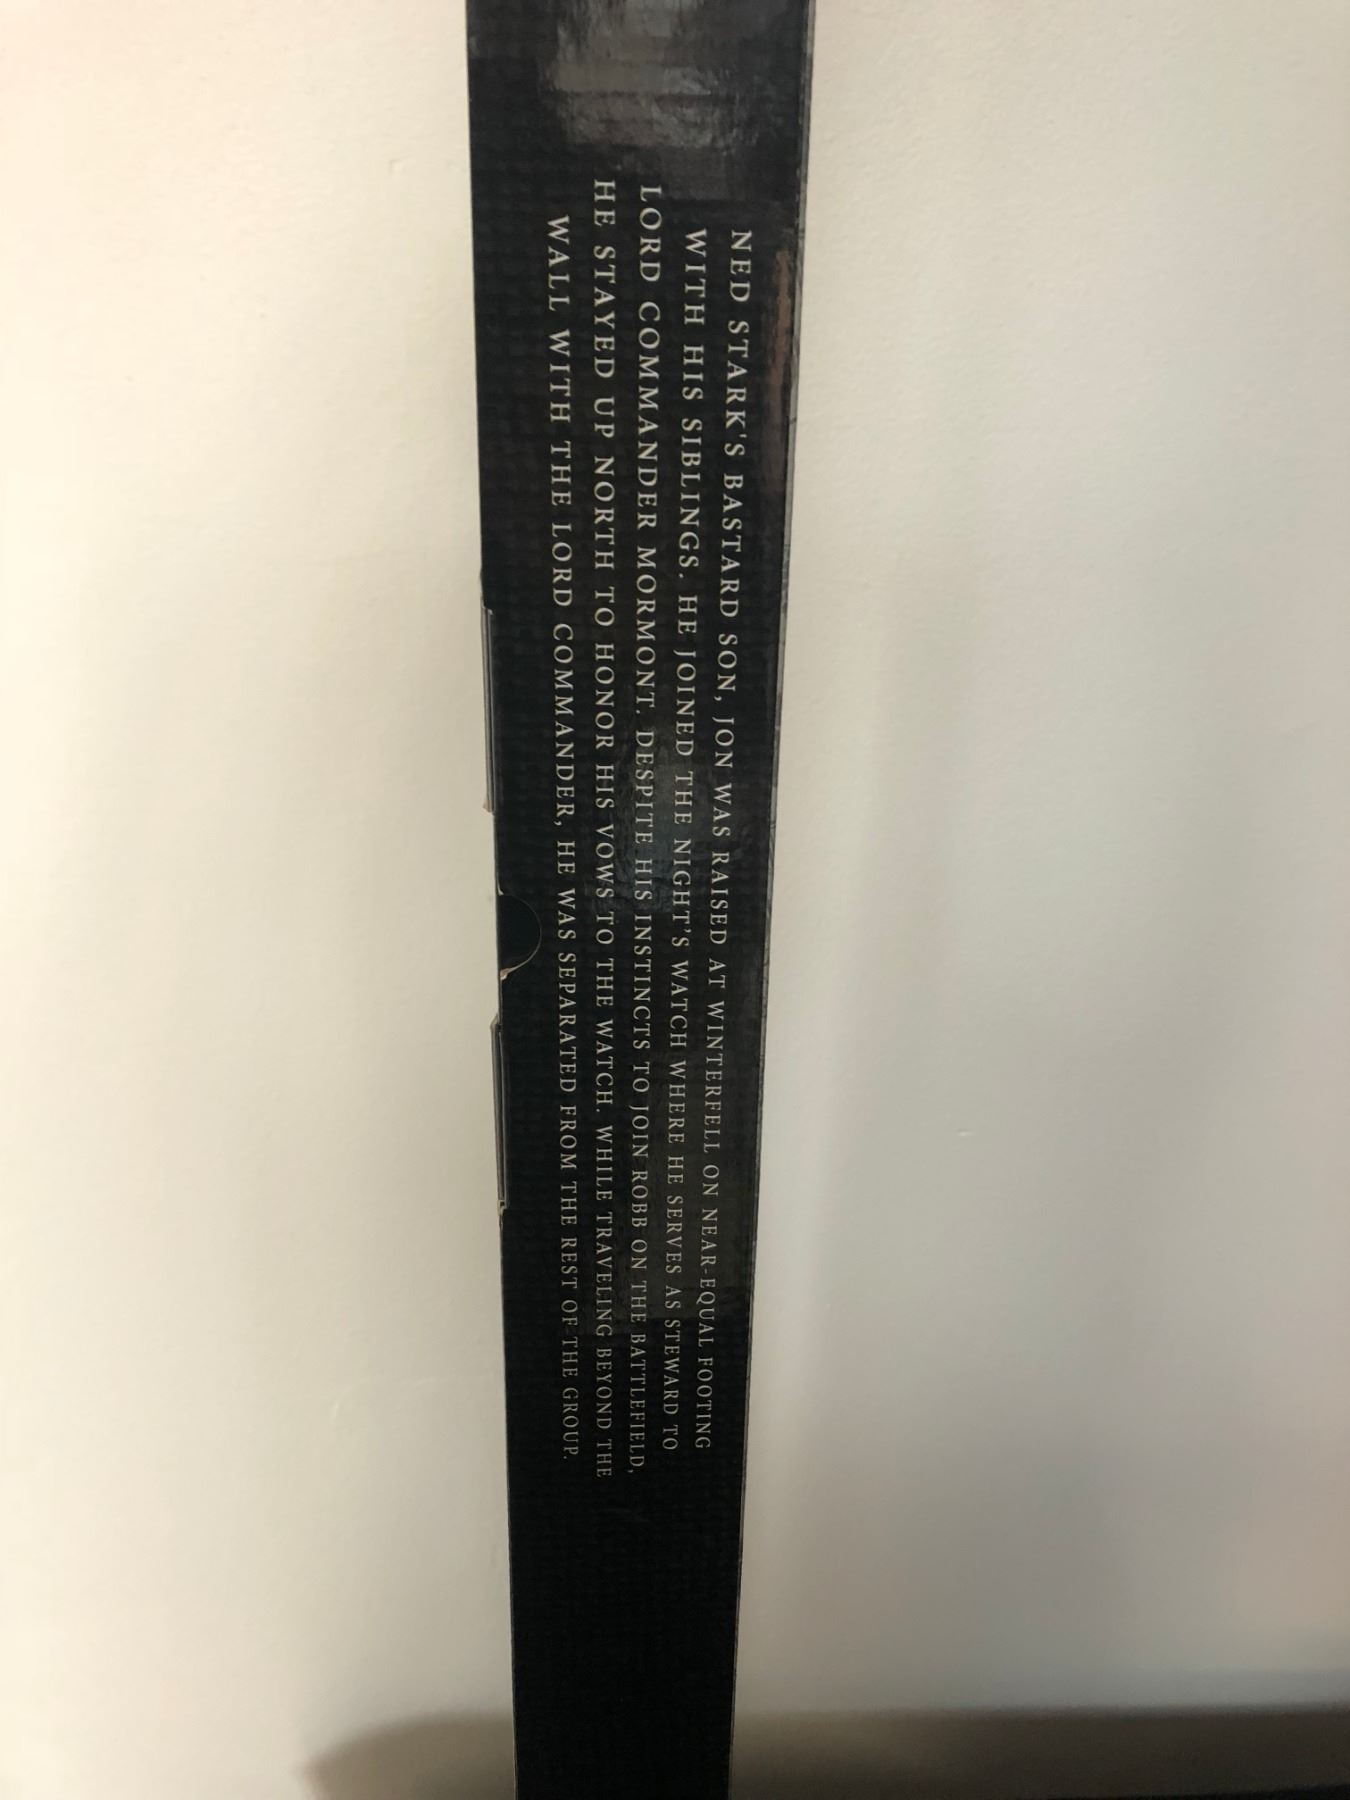 NED STARK'S BASTARD SON, JON WAS RAISED AT WINTERFELL ON NEAR-EQUAL FOOTING
WITH HIS SIBLINGS. HE JOINED THE NIGHT'S WATCH WHERE HE SERVES AS STEWARD TO
LORD COMMANDER MORMONT. DESPITE HIS INSTINCTS TO JOIN ROBB ON THE BATTLEFIELD,
HE STAYED UP NORTH TO HONOR HIS VOWS TO THE WATCH. WHILE TRAVELING BEYOND THE
WALL WITH THE LORD COMMANDER, HE WAS SEPARATED FROM THE REST OF THE GROUP.